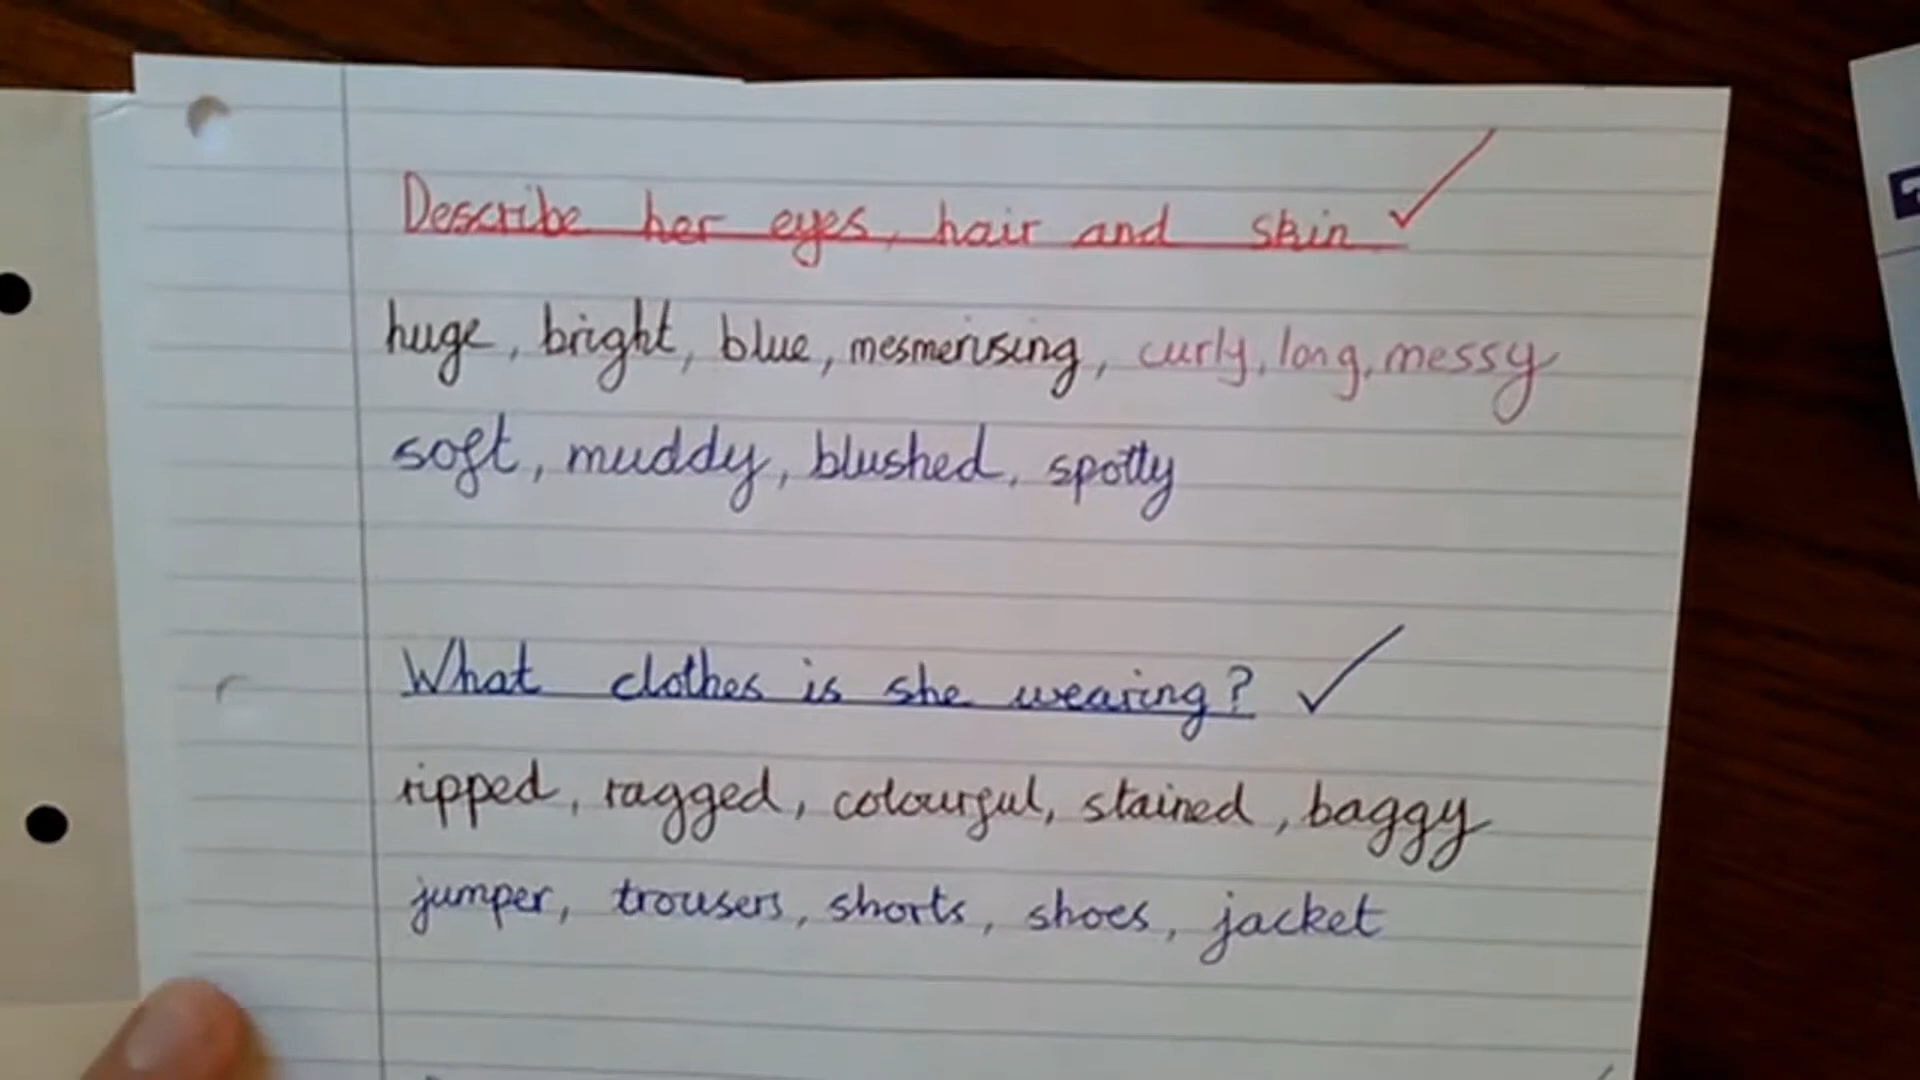 Describe her eyes, hair and skin ✓
huge, bright, blue, mesmerising, curly, long, messy
soft, muddy, blushed, spotty
What clothes is she wearing? ✓
ripped, ragged, colourful, stained, baggy
jumper, trousers, shorts, shoes, jacket